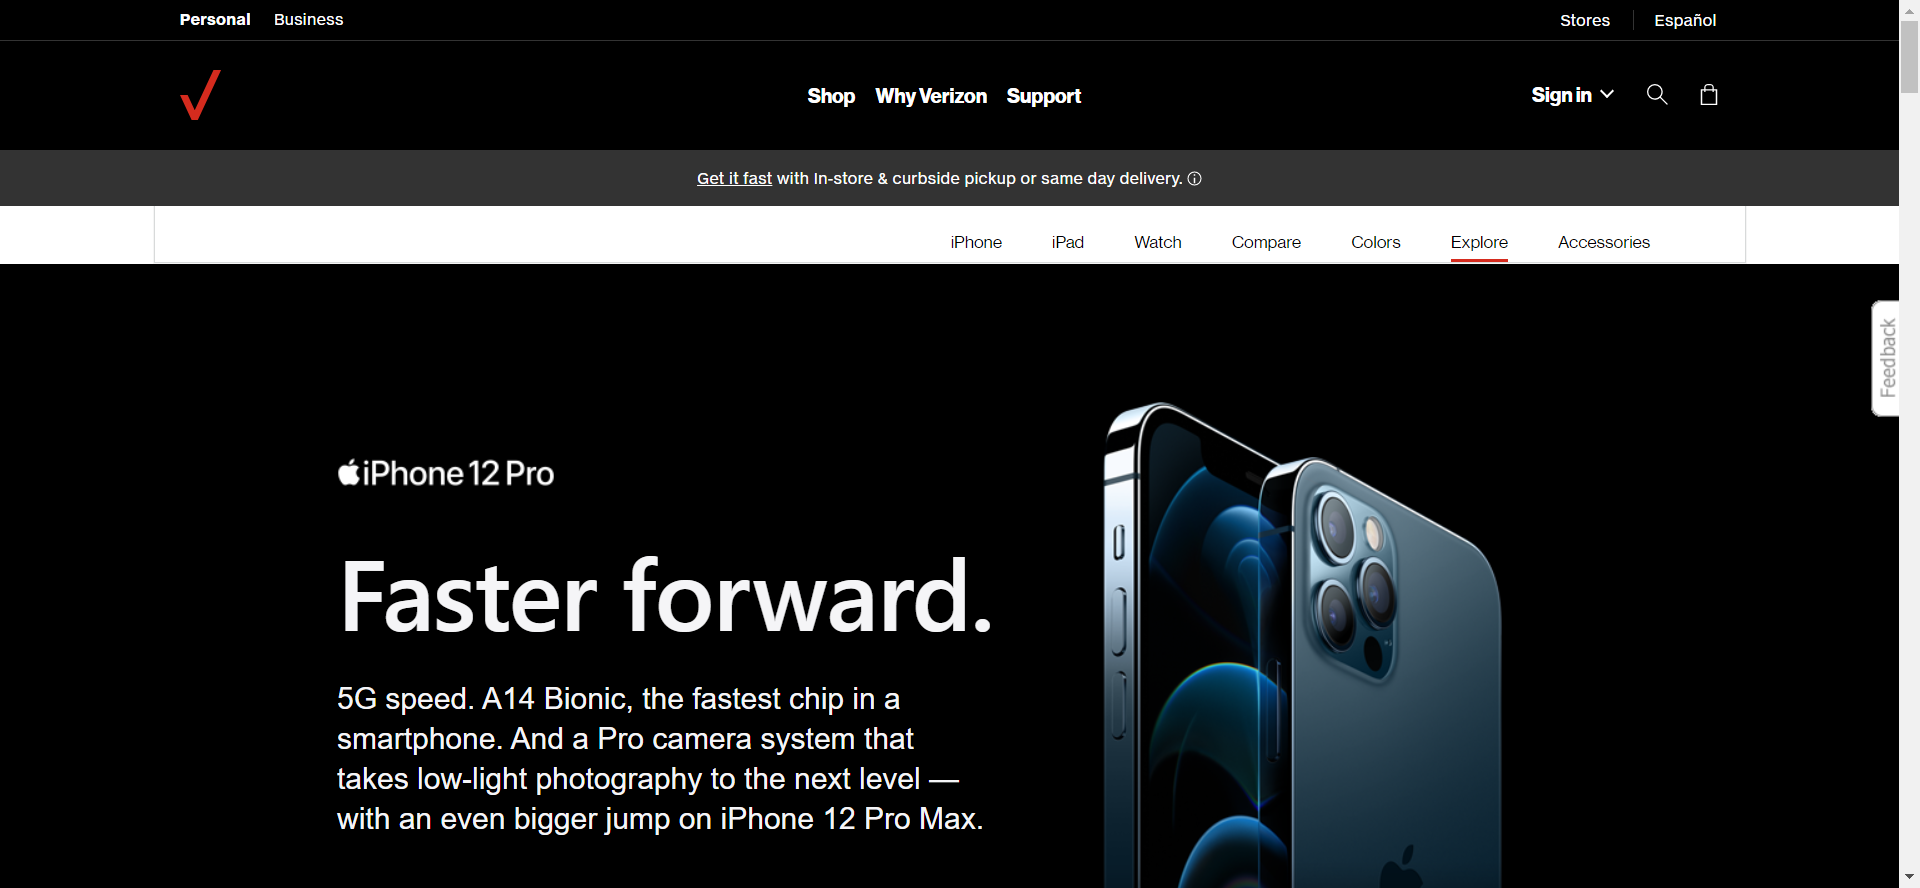 Personal Business Stores Español
Shop Why Verizon Support Sign in
Get it fast with In-store & curbside pickup or same day delivery.
iPhone iPad Watch Compare Colors Explore Accessories
Feedback
iPhone 12 Pro
Faster forward.
5G speed. A14 Bionic, the fastest chip in a
smartphone. And a Pro camera system that
takes low-light photography to the next level —
with an even bigger jump on iPhone 12 Pro Max.